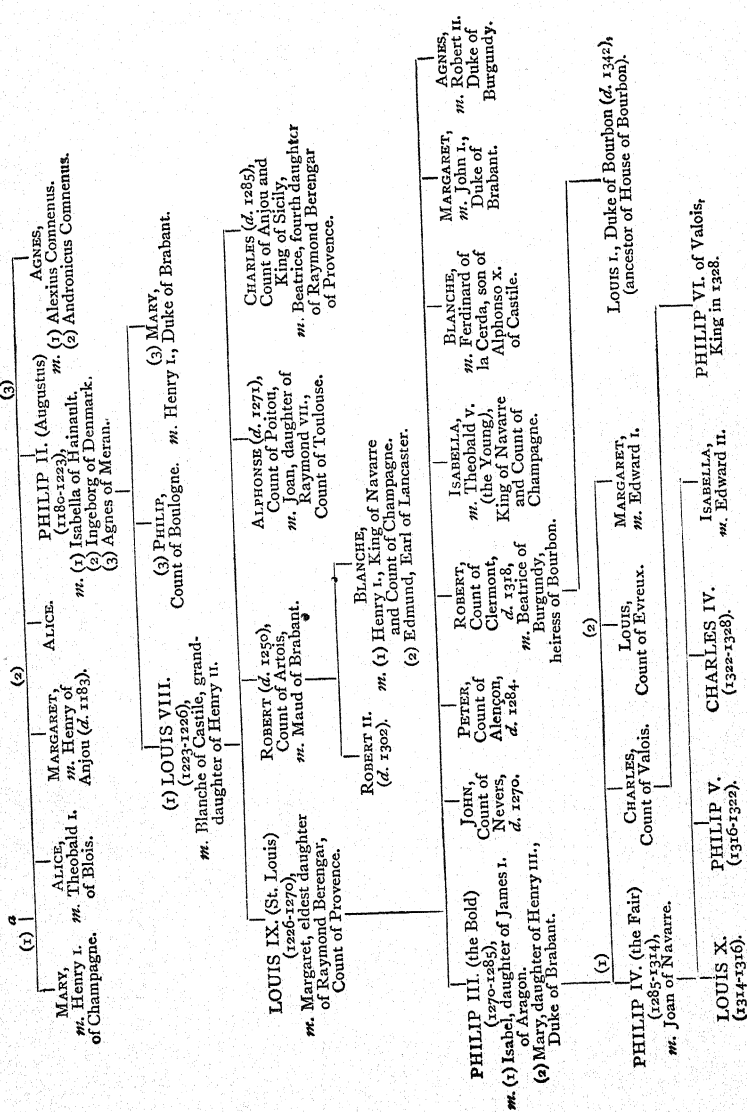 a
(1)
(2)
(3)
MARY,
m. Henry I.
of Champagne.
ALICE,
m. Theobald I.
of Blois.
MARGARET,
m. Henry of
Anjou (d. 1183).
ALICE.
PHILIP II. (Augustus)
(1180-1223),
m. (1) Isabella of Hainault.
(2) Ingeborg of Denmark.
(3) Agnes of Meran.
AGNES,
m. (1) Alexius Comnenus.
(2) Andronicus Comnenus.
(1) LOUIS VIII.
(1223-1226),
m. Blanche of Castile, grand-
daughter of Henry II.
(3) PHILIP,
Count of Boulogne.
(3) MARY,
m. Henry I., Duke of Brabant.
LOUIS IX. (St. Louis)
(1226-1270),
m. Margaret, eldest daughter
of Raymond Berengar,
Count of Provence.
ROBERT (d. 1250),
Count of Artois,
m. Maud of Brabant.
ALPHONSE (d. 1271),
Count of Poitou,
m. Joan, daughter of
Raymond VII.,
Count of Toulouse.
CHARLES (d. 1285),
Count of Anjou and
King of Sicily,
m. Beatrice, fourth daughter
of Raymond Berengar
of Provence.
ROBERT II.
(d. 1302).
BLANCHE,
m. (1) Henry I., King of Navarre
and Count of Champagne.
(2) Edmund, Earl of Lancaster.
PHILIP III. (the Bold)
(1270-1285),
m. (1) Isabel, daughter of James I.
of Aragon.
(2) Mary, daughter of Henry III.,
Duke of Brabant.
JOHN,
Count of
Nevers,
d. 1270.
PETER,
Count of
Alençon,
d. 1284.
ROBERT,
Count of
Clermont,
d. 1318,
m. Beatrice of
Burgundy,
heiress of Bourbon.
ISABELLA,
m. Theobald V.
(the Young),
King of Navarre
and Count of
Champagne.
BLANCHE,
m. Ferdinard of
la Cerda, son of
Alphonso X.
of Castile.
MARGARET,
m. John I.,
Duke of
Brabant.
AGNES,
m. Robert II.
Duke of
Burgundy.
(1)
(2)
PHILIP IV. (the Fair)
(1285-1314),
m. Joan of Navarre.
CHARLES,
Count of Valois.
LOUIS,
Count of Evreux.
MARGARET,
m. Edward I.
LOUIS I., Duke of Bourbon (d. 1342),
(ancestor of House of Bourbon).
LOUIS X.
(1314-1316).
PHILIP V.
(1316-1322).
CHARLES IV.
(1322-1328).
ISABELLA,
m. Edward II.
PHILIP VI. of Valois,
King in 1328.